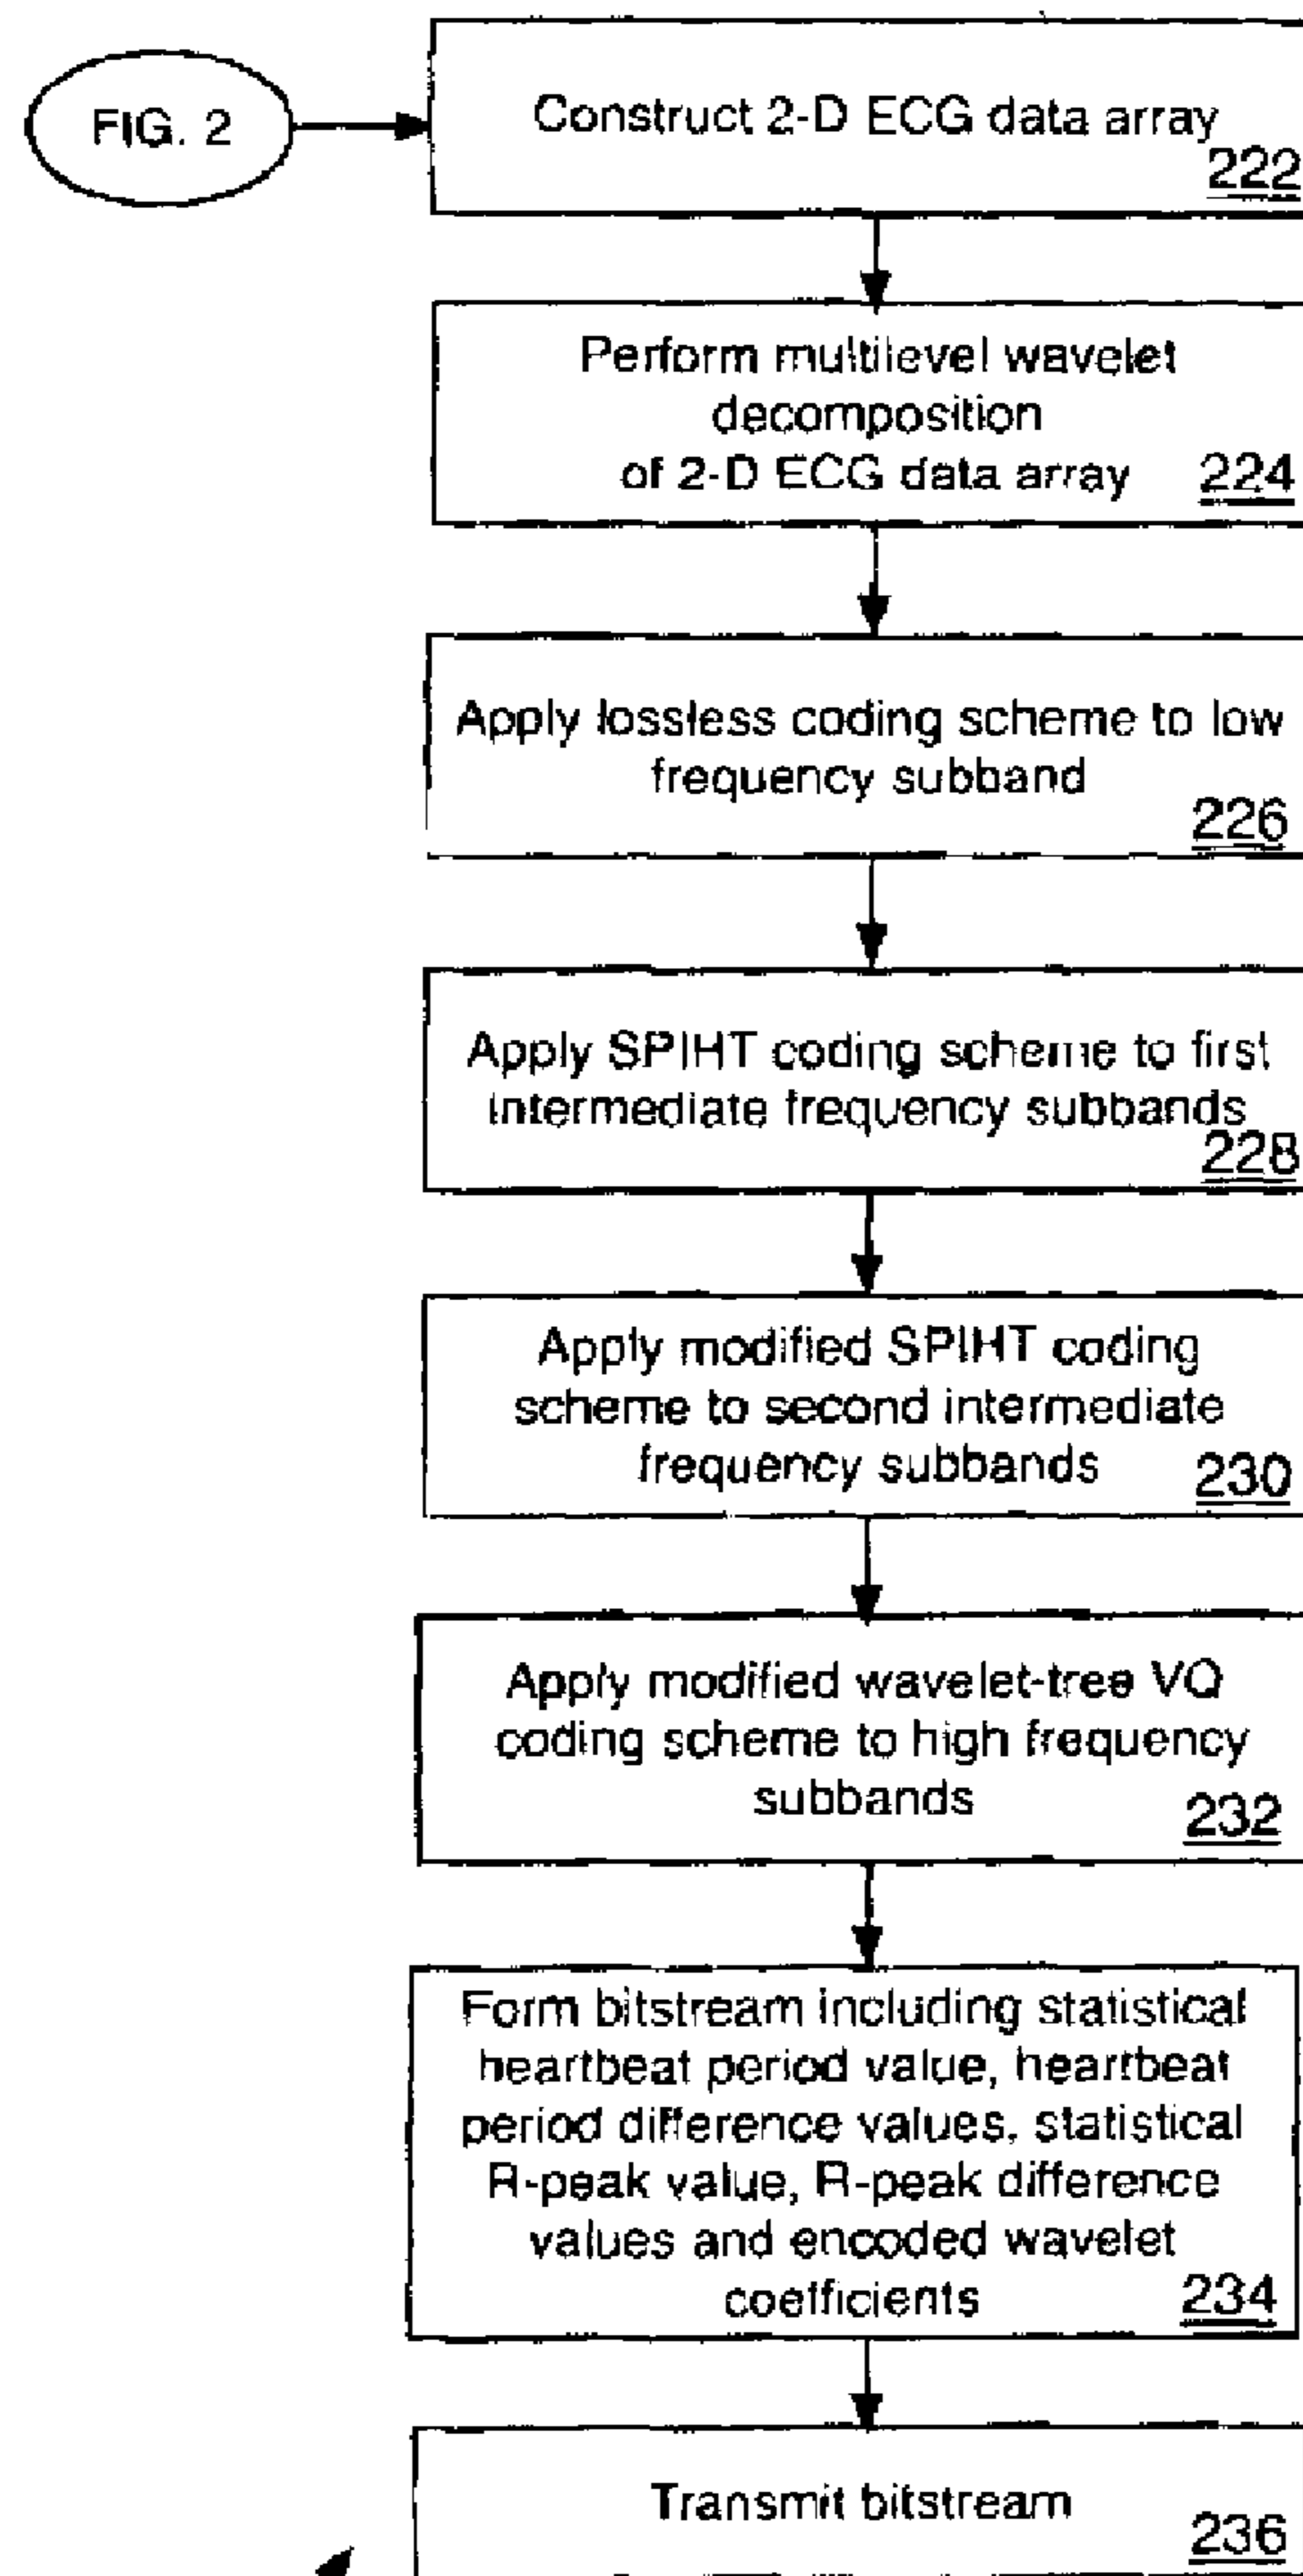 FIG. 2
Construct 2-D ECG data array
222
Perform multilevel wavelet
decomposition
of 2-D ECG data array 224
Apply lossless coding scheme to low
frequency subband
226
Apply SPIHT coding scheme to first
intermediate frequency subbands
228
Apply modified SPIHT coding
scheme to second intermediate
frequency subbands 230
Apply modified wavelet-tree VQ
coding scheme to high frequency
subbands 232
Form bitstream including statistical
heartbeat period value, heartbeat
period difference values, statistical
R-peak value, R-peak difference
values and encoded wavelet
coefficients 234
Transmit bitstream
236